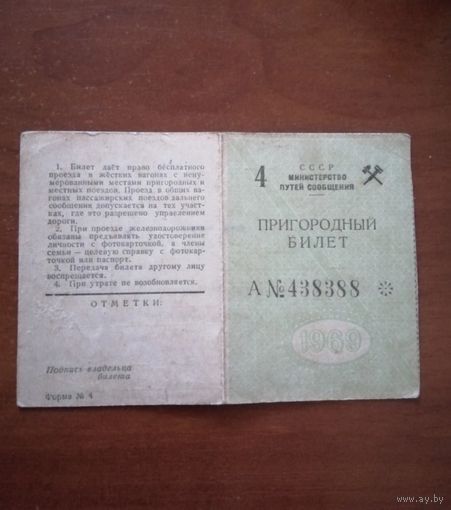 1. Билет даёт право бесплатного
проезда в жёстких вагонах с нену-
мерованными местами пригородных и
местных поездов. Проезд в общих ва-
гонах пассажирских поездов дальнего
сообщения допускается на тех участ-
ках, где это разрешено управлением
дороги.
2. При проезде железнодорожники
обязаны предъявлять удостоверение
личности с фотокарточкой, а члены
семьи — целевую справку с фотокар-
точкой или паспорт.
3. Передача билета другому лицу
воспрещается.
4. При утрате не возобновляется.
ОТМЕТКИ:
Подпись владельца
билета
Форма № 4
4
СССР
МИНИСТЕРСТВО
ПУТЕЙ СООБЩЕНИЯ
ПРИГОРОДНЫЙ
БИЛЕТ
А № 438388
1969
www.ay.by